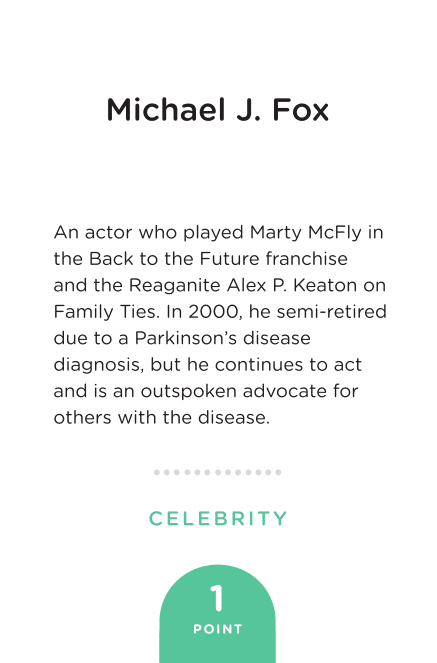 Michael J. Fox
An actor who played Marty McFly in
the Back to the Future franchise
and the Reaganite Alex P. Keaton on
Family Ties. In 2000, he semi-retired
due to a Parkinson’s disease
diagnosis, but he continues to act
and is an outspoken advocate for
others with the disease.
CELEBRITY
1
POINT